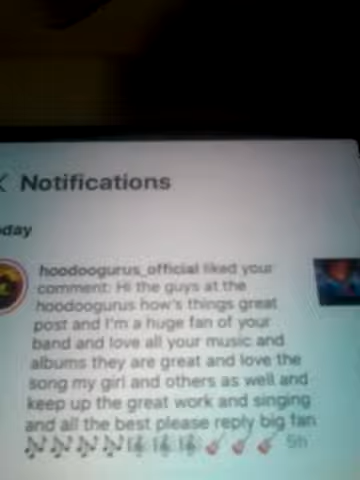 Notifications
oday
hoodoogurus_official liked your
comment: Hi the guys at the
hoodoogurus how's things great
post and I'm a huge fan of your
band and love all your music and
albums they are great and love the
song my girl and others as well and
keep up the great work and singing
and all the best please reply big fan
🎶🎶🎶🎶🎼🎼🎼🎸🎸🎸 5h